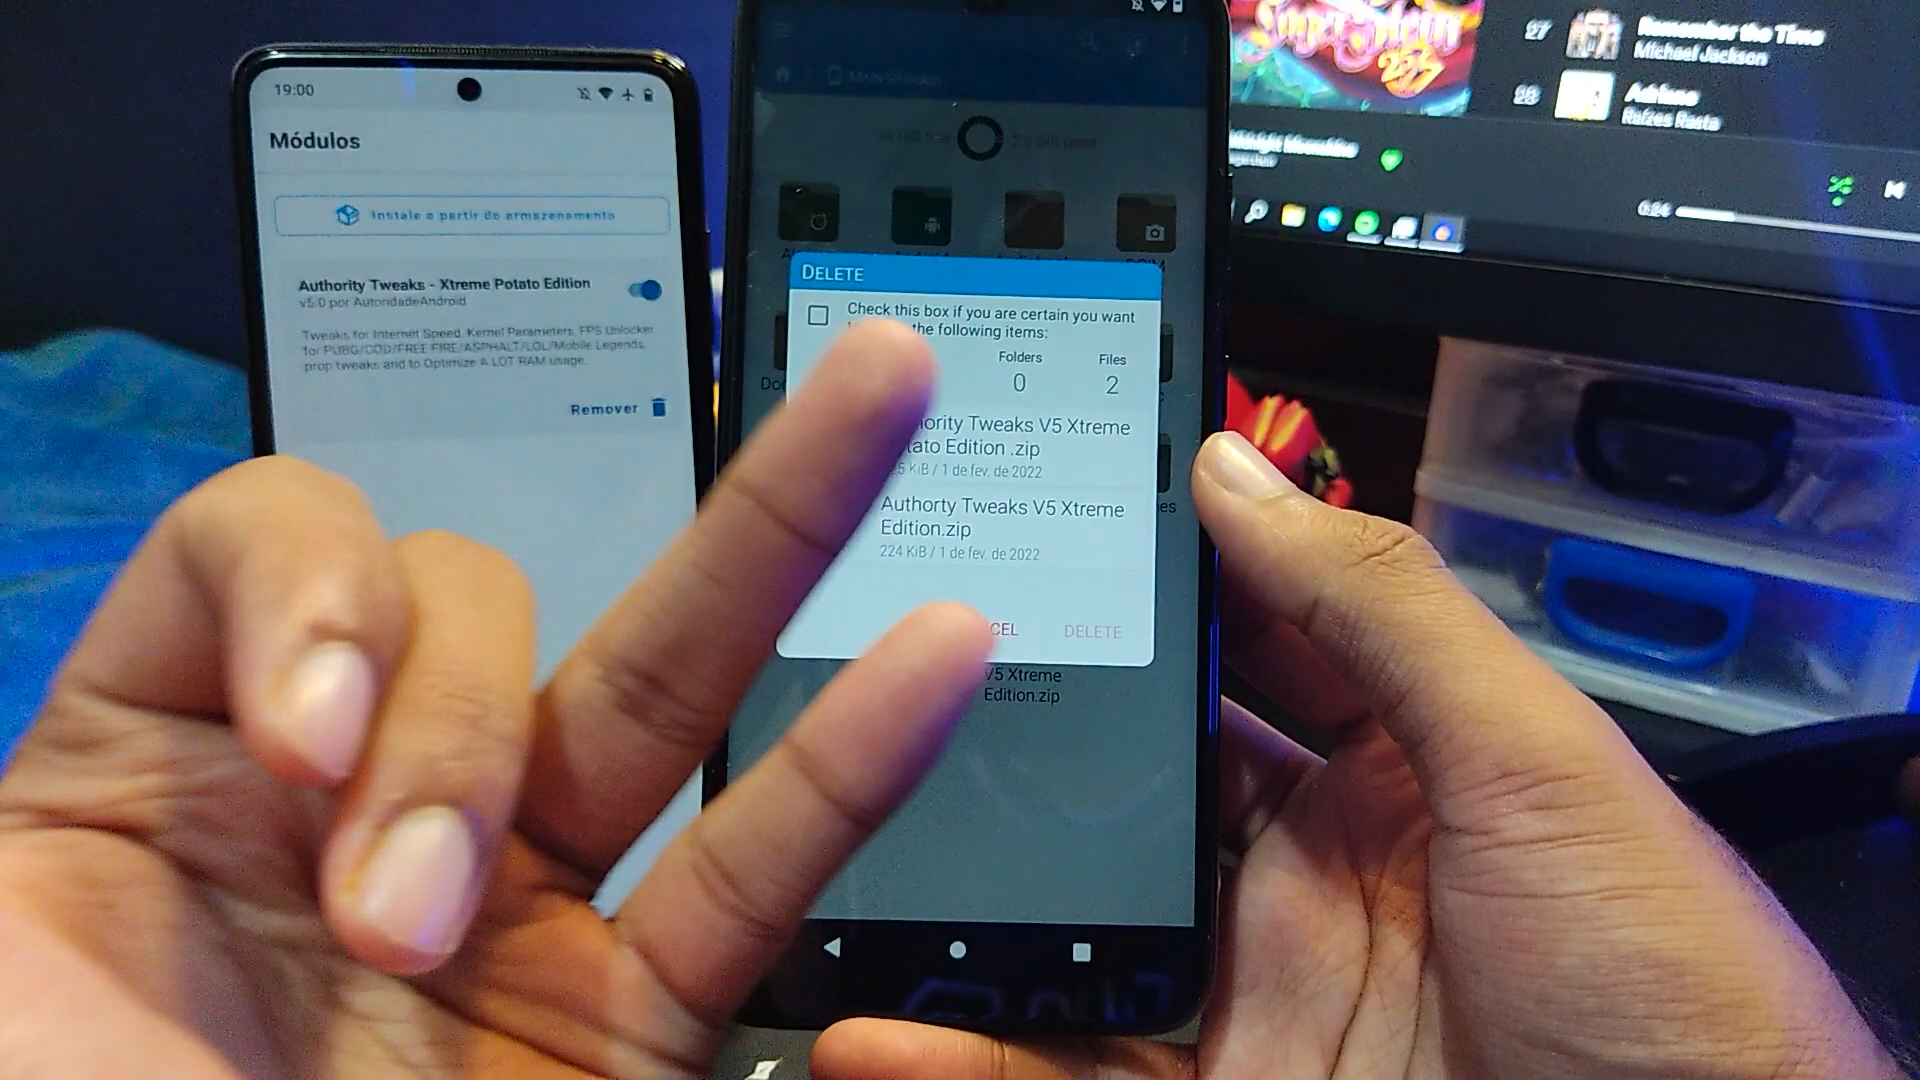 19:00
Módulos
Instale a partir do armazenamento
Authority Tweaks - Xtreme Potato Edition
v5.0 por AutoridadeAndroid
Tweaks for Internet Speed, Kernel Parameters, FPS Unlocker
for PUBG/COD/FREE FIRE/ASPHALT/LOL/Mobile Legends,
prop tweaks and to Optimize A LOT RAM usage.
Remover
MAIN STORAGE
DELETE
Check this box if you are certain you want
the following items:
Folders
Files
0
2
ority Tweaks V5 Xtreme
tato Edition .zip
5 KiB / 1 de fev. de 2022
Authorty Tweaks V5 Xtreme
Edition.zip
224 KiB / 1 de fev. de 2022
CEL
DELETE
V5 Xtreme
Edition.zip
27
Remember the Time
Michael Jackson
28
Raízes Rasta
0:24